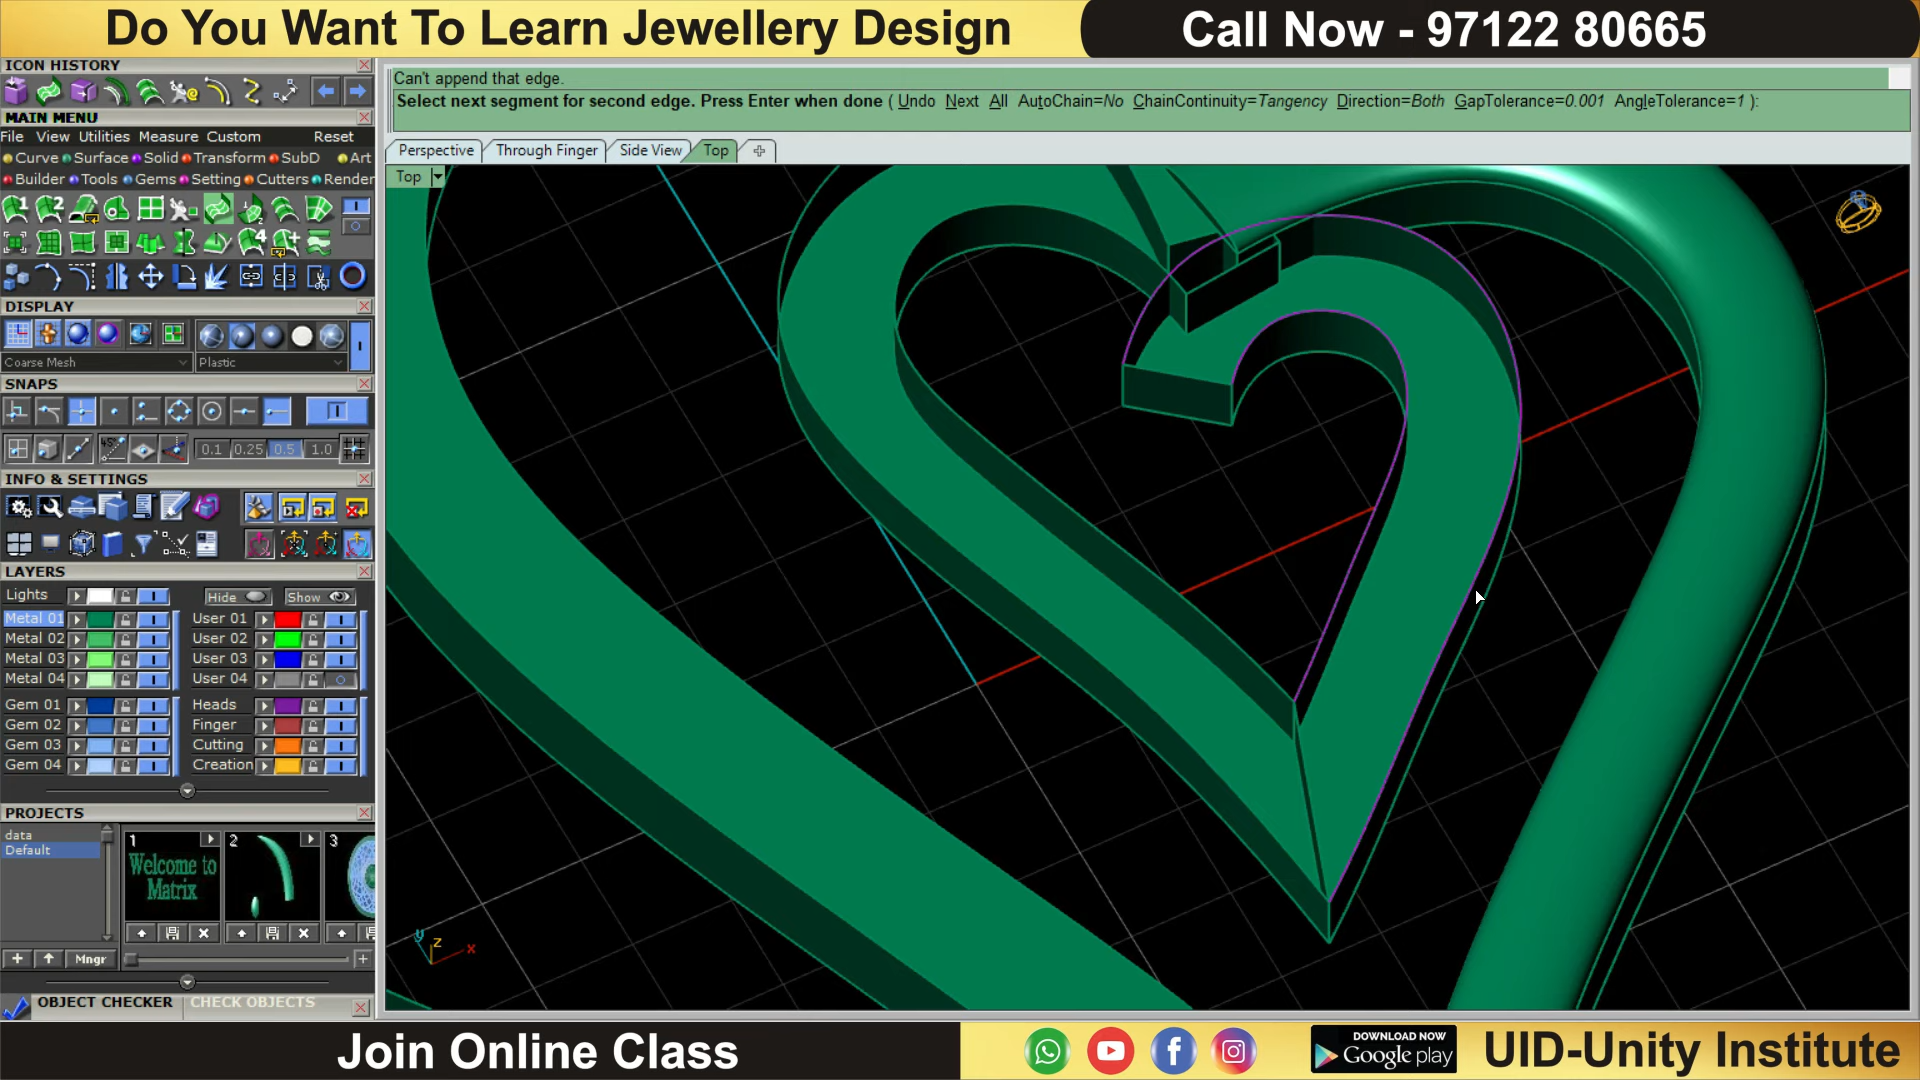 Do You Want To Learn Jewellery Design
Call Now - 97122 80665
ICON HISTORY
MAIN MENU
File View Utilities Measure Custom Reset
Curve Surface Solid Transform SubD Art
Builder Tools Gems Setting Cutters Render
DISPLAY
Coarse Mesh Plastic
SNAPS
0.1 0.25 0.5 1.0
INFO & SETTINGS
LAYERS
Lights Hide Show
Metal 01 User 01
Metal 02 User 02
Metal 03 User 03
Metal 04 User 04
Gem 01 Heads
Gem 02 Finger
Gem 03 Cutting
Gem 04 Creation
PROJECTS
data
Default
1 2 3
Welcome to
Matrix
Mngr
OBJECT CHECKER CHECK OBJECTS
Can't append that edge.
Select next segment for second edge. Press Enter when done ( Undo Next All AutoChain=No ChainContinuity=Tangency Direction=Both GapTolerance=0.001 AngleTolerance=1 ):
Perspective Through Finger Side View Top
Top
y z x
Join Online Class
DOWNLOAD NOW
Google play
UID-Unity Institute